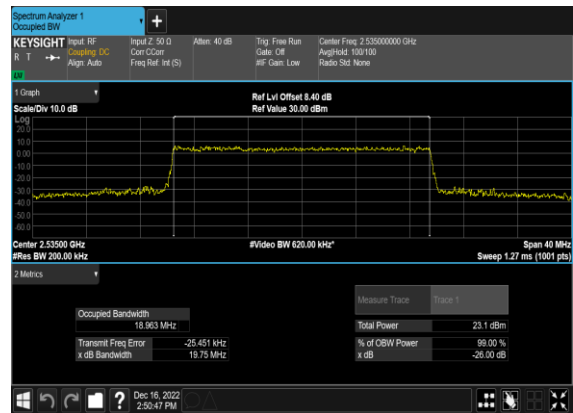 Spectrum Analyzer 1
Occupied BW
+
KEYSIGHT
R T
LW
Input: RF
Coupling: DC
Align: Auto
Input Z: 50 Ω
Corr CCorr
Freq Ref: Int (S)
Atten: 40 dB
Trig: Free Run
Gate: Off
#IF Gain: Low
Center Freq: 2.535000000 GHz
Avg|Hold: 100/100
Radio Std: None
1 Graph
Scale/Div 10.0 dB
Ref Lvl Offset 8.40 dB
Ref Value 30.00 dBm
Log
20.0
10.0
0.00
-10.0
-20.0
-30.0
-40.0
-50.0
-60.0
Center 2.53500 GHz
#Res BW 200.00 kHz
#Video BW 620.00 kHz*
Span 40 MHz
Sweep 1.27 ms (1001 pts)
2 Metrics
Measure Trace
Trace 1
Occupied Bandwidth
18.963 MHz
Total Power
23.1 dBm
Transmit Freq Error
-25.451 kHz
% of OBW Power
99.00 %
x dB Bandwidth
19.75 MHz
x dB
-26.00 dB
?
Dec 16, 2022
2:50:47 PM